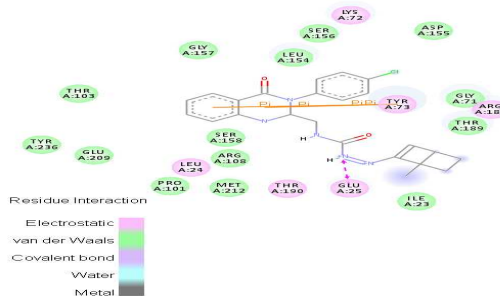 LYS
A:72
SER
A:156
ASP
A:155
GLY
A:157
LEU
A:154
Cl
O
THR
A:103
N
Pi
Pi
Pi Pi
TYR
A:73
GLY
A:71
ARG
THR
A:189
SER
A:158
TYR
A:236
GLU
A:209
N
N
H
O
ARG
A:108
LEU
A:24
H
N
N
PRO
A:101
MET
A:212
THR
A:190
GLU
A:25
ILE
A:23
Residue Interaction
Electrostatic
van der Waals
Covalent bond
Water
Metal